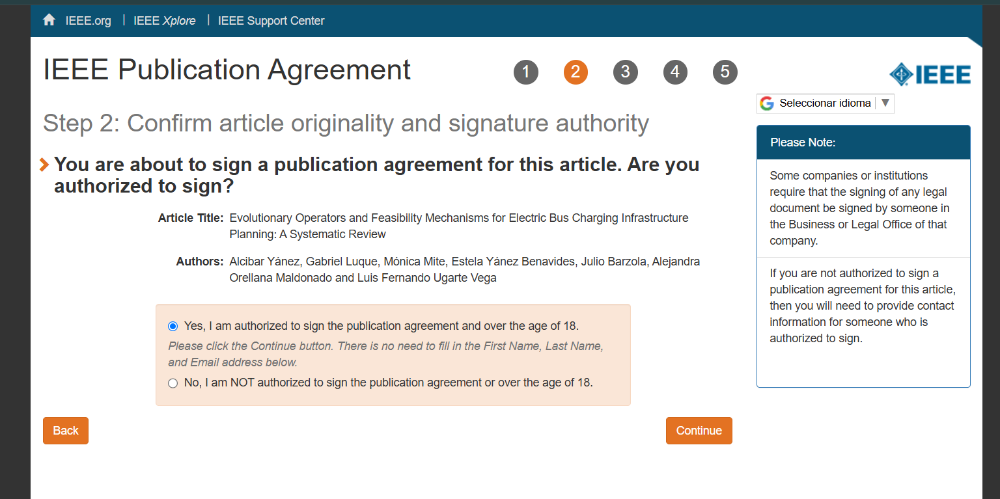 IEEE.org | IEEE Xplore | IEEE Support Center
IEEE Publication Agreement
1 2 3 4 5
IEEE
Seleccionar idioma ▼
Step 2: Confirm article originality and signature authority
You are about to sign a publication agreement for this article. Are you
authorized to sign?
Article Title: Evolutionary Operators and Feasibility Mechanisms for Electric Bus Charging Infrastructure
Planning: A Systematic Review
Authors: Alcibar Yánez, Gabriel Luque, Mónica Mite, Estela Yánez Benavides, Julio Barzola, Alejandra
Orellana Maldonado and Luis Fernando Ugarte Vega
Yes, I am authorized to sign the publication agreement and over the age of 18.
Please click the Continue button. There is no need to fill in the First Name, Last Name,
and Email address below.
No, I am NOT authorized to sign the publication agreement or over the age of 18.
Back
Continue
Please Note:
Some companies or institutions
require that the signing of any legal
document be signed by someone in
the Business or Legal Office of that
company.
If you are not authorized to sign a
publication agreement for this article,
then you will need to provide contact
information for someone who is
authorized to sign.